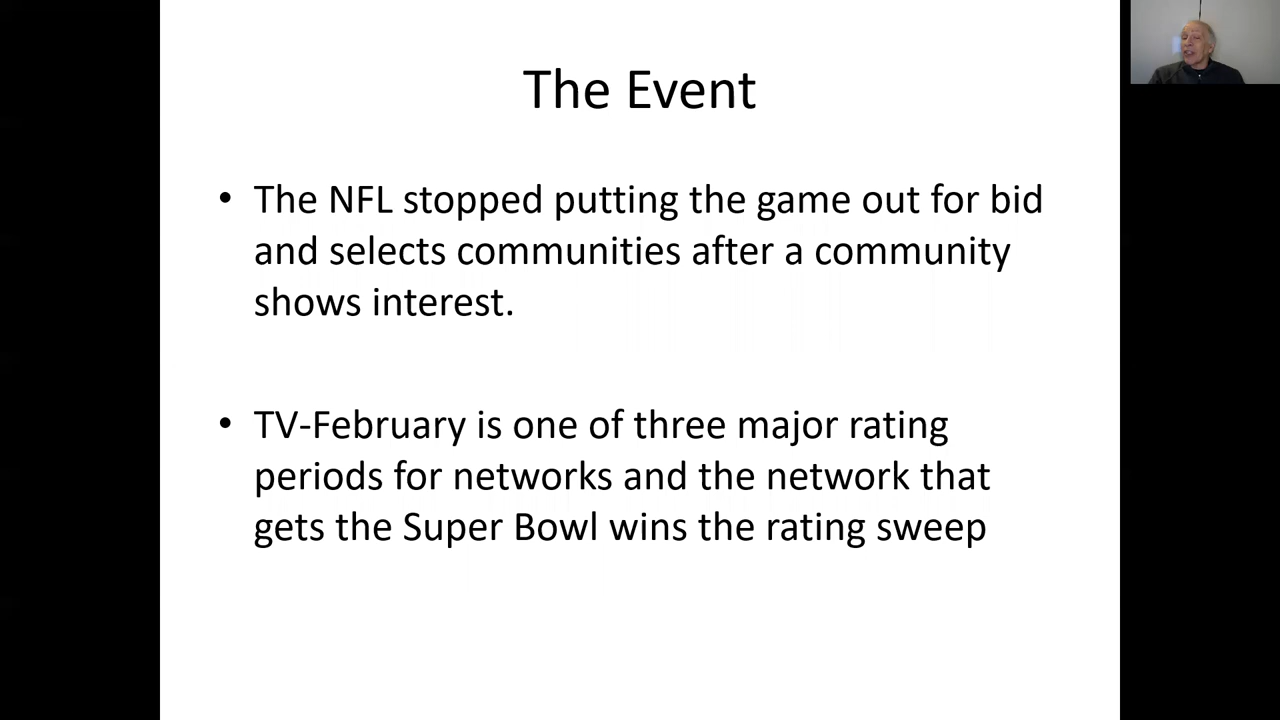 The Event
• The NFL stopped putting the game out for bid
and selects communities after a community
shows interest.
• TV-February is one of three major rating
periods for networks and the network that
gets the Super Bowl wins the rating sweep